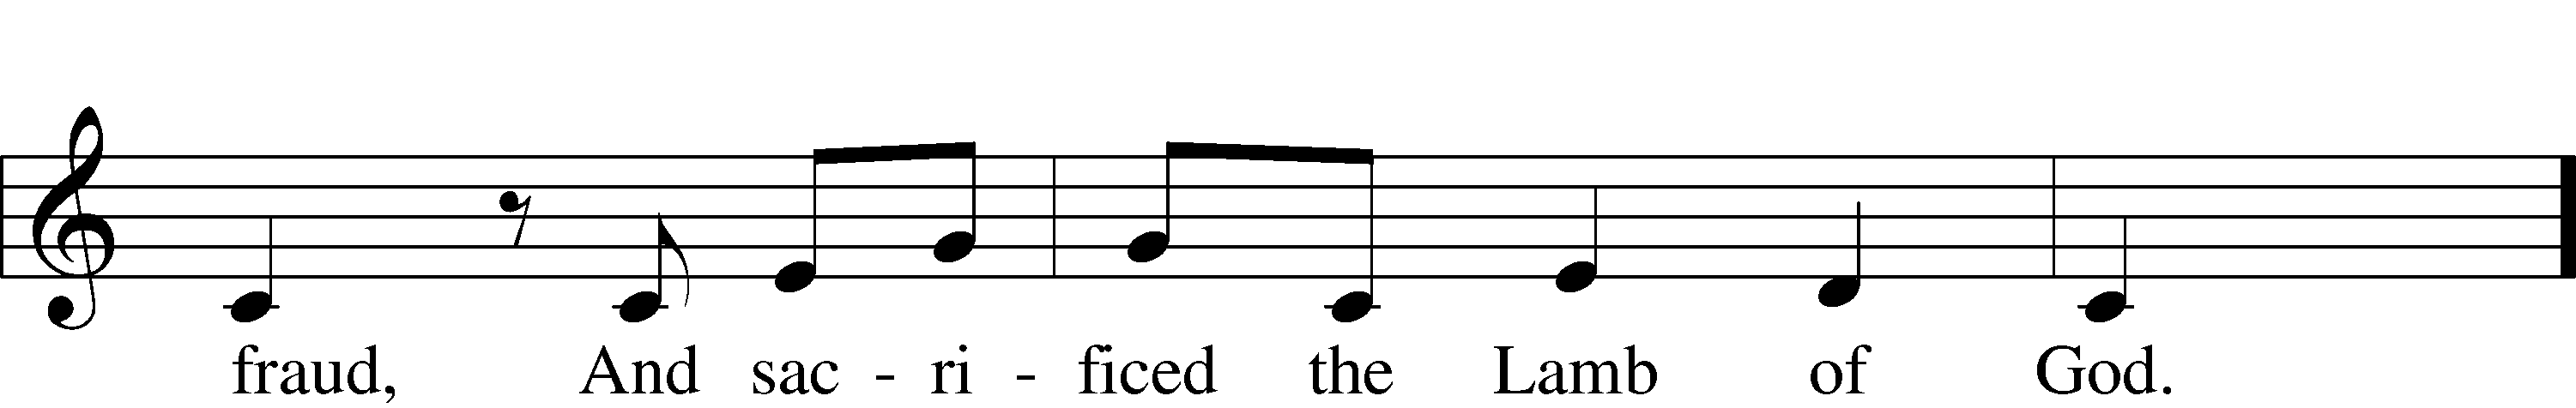 fraud, And sac - ri - ficed the Lamb of God.